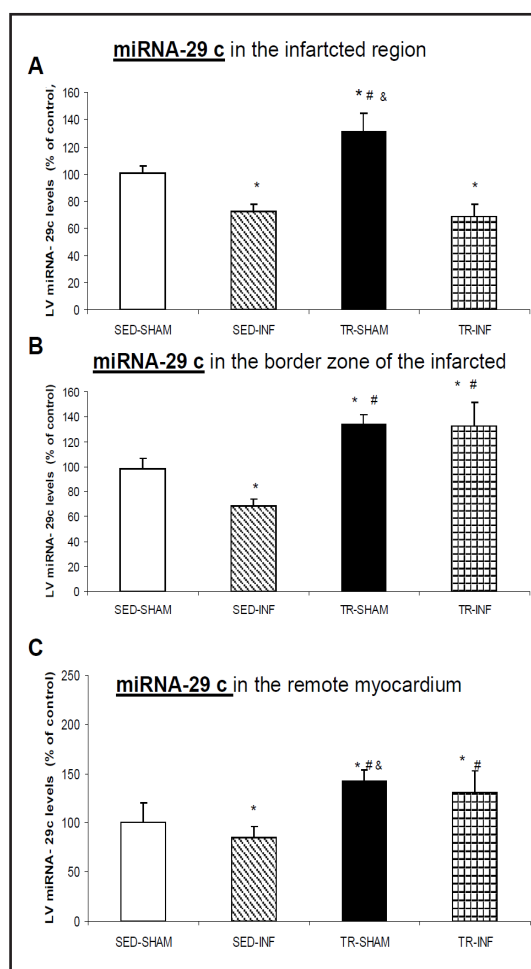 miRNA-29 c in the infartcted region
A
LV miRNA- 29c levels (% of control,
160
140
120
100
80
60
40
20
0
*
* # &
*
SED-SHAM SED-INF TR-SHAM TR-INF
B
miRNA-29 c in the border zone of the infarcted
LV miRNA- 29c levels (% of control)
160
140
120
100
80
60
40
20
0
*
* #
* #
SED-SHAM SED-INF TR-SHAM TR-INF
C
miRNA-29 c in the remote myocardium
LV miRNA- 29c levels (% of control)
250
200
150
100
50
0
*
* # &
* #
SED-SHAM SED-INF TR-SHAM TR-INF